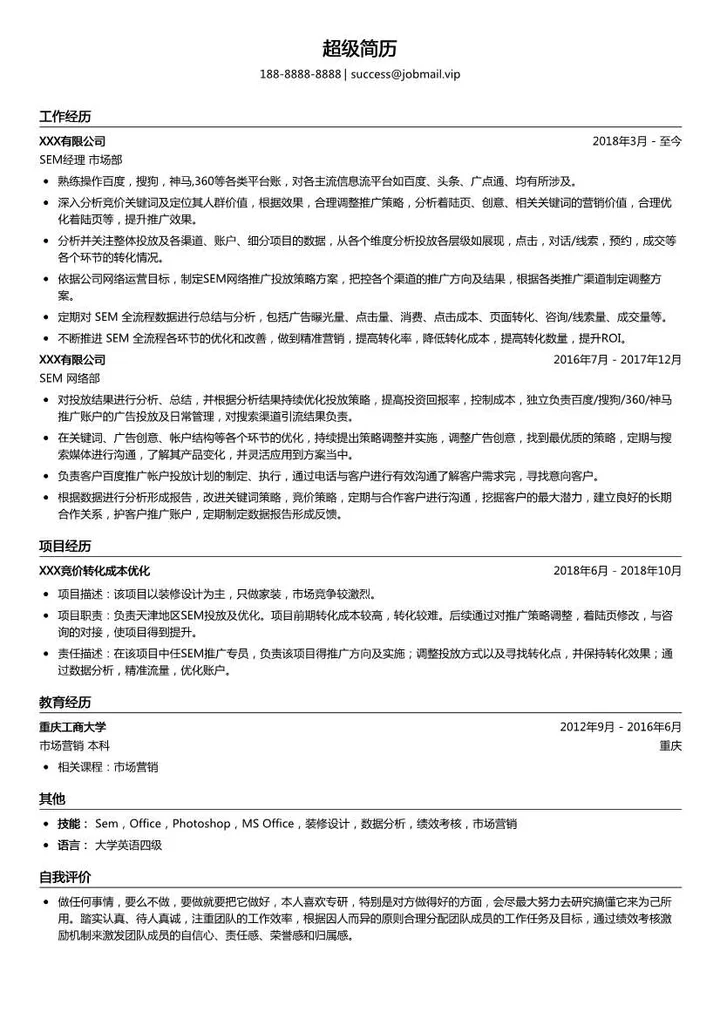 超级简历
188-8888-8888 | success@jobmail.vip
工作经历
XXX有限公司 2018年3月 - 至今
SEM经理 市场部
• 熟练操作百度，搜狗，神马,360等各类平台账，对各主流信息流平台如百度、头条、广点通、均有所涉及。
• 深入分析竞价关键词及定位其人群价值，根据效果，合理调整推广策略，分析着陆页、创意、相关关键词的营销价值，合理优
化着陆页等，提升推广效果。
• 分析并关注整体投放及各渠道、账户、细分项目的数据，从各个维度分析投放各层级如展现，点击，对话/线索，预约，成交等
各个环节的转化情况。
• 依据公司网络运营目标，制定SEM网络推广投放策略方案，把控各个渠道的推广方向及结果，根据各类推广渠道制定调整方
案。
• 定期对 SEM 全流程数据进行总结与分析，包括广告曝光量、点击量、消费、点击成本、页面转化、咨询/线索量、成交量等。
• 不断推进 SEM 全流程各环节的优化和改善，做到精准营销，提高转化率，降低转化成本，提高转化数量，提升ROI。
XXX有限公司 2016年7月 - 2017年12月
SEM 网络部
• 对投放结果进行分析、总结，并根据分析结果持续优化投放策略，提高投资回报率，控制成本，独立负责百度/搜狗/360/神马
推广账户的广告投放及日常管理，对搜索渠道引流结果负责。
• 在关键词、广告创意、帐户结构等各个环节的优化，持续提出策略调整并实施，调整广告创意，找到最优质的策略，定期与搜
索媒体进行沟通，了解其产品变化，并灵活应用到方案当中。
• 负责客户百度推广帐户投放计划的制定、执行，通过电话与客户进行有效沟通了解客户需求完，寻找意向客户。
• 根据数据进行分析形成报告，改进关键词策略，竞价策略，定期与合作客户进行沟通，挖掘客户的最大潜力，建立良好的长期
合作关系，护客户推广账户，定期制定数据报告形成反馈。
项目经历
XXX竞价转化成本优化 2018年6月 - 2018年10月
• 项目描述：该项目以装修设计为主，只做家装，市场竞争较激烈。
• 项目职责：负责天津地区SEM投放及优化。项目前期转化成本较高，转化较难。后续通过对推广策略调整，着陆页修改，与咨
询的对接，使项目得到提升。
• 责任描述：在该项目中任SEM推广专员，负责该项目得推广方向及实施；调整投放方式以及寻找转化点，并保持转化效果；通
过数据分析，精准流量，优化账户。
教育经历
重庆工商大学 2012年9月 - 2016年6月
市场营销 本科 重庆
• 相关课程：市场营销
其他
• 技能： Sem，Office，Photoshop，MS Office，装修设计，数据分析，绩效考核，市场营销
• 语言： 大学英语四级
自我评价
• 做任何事情，要么不做，要做就要把它做好，本人喜欢专研，特别是对方做得好的方面，会尽最大努力去研究搞懂它来为己所
用。踏实认真、待人真诚，注重团队的工作效率，根据因人而异的原则合理分配团队成员的工作任务及目标，通过绩效考核激
励机制来激发团队成员的自信心、责任感、荣誉感和归属感。